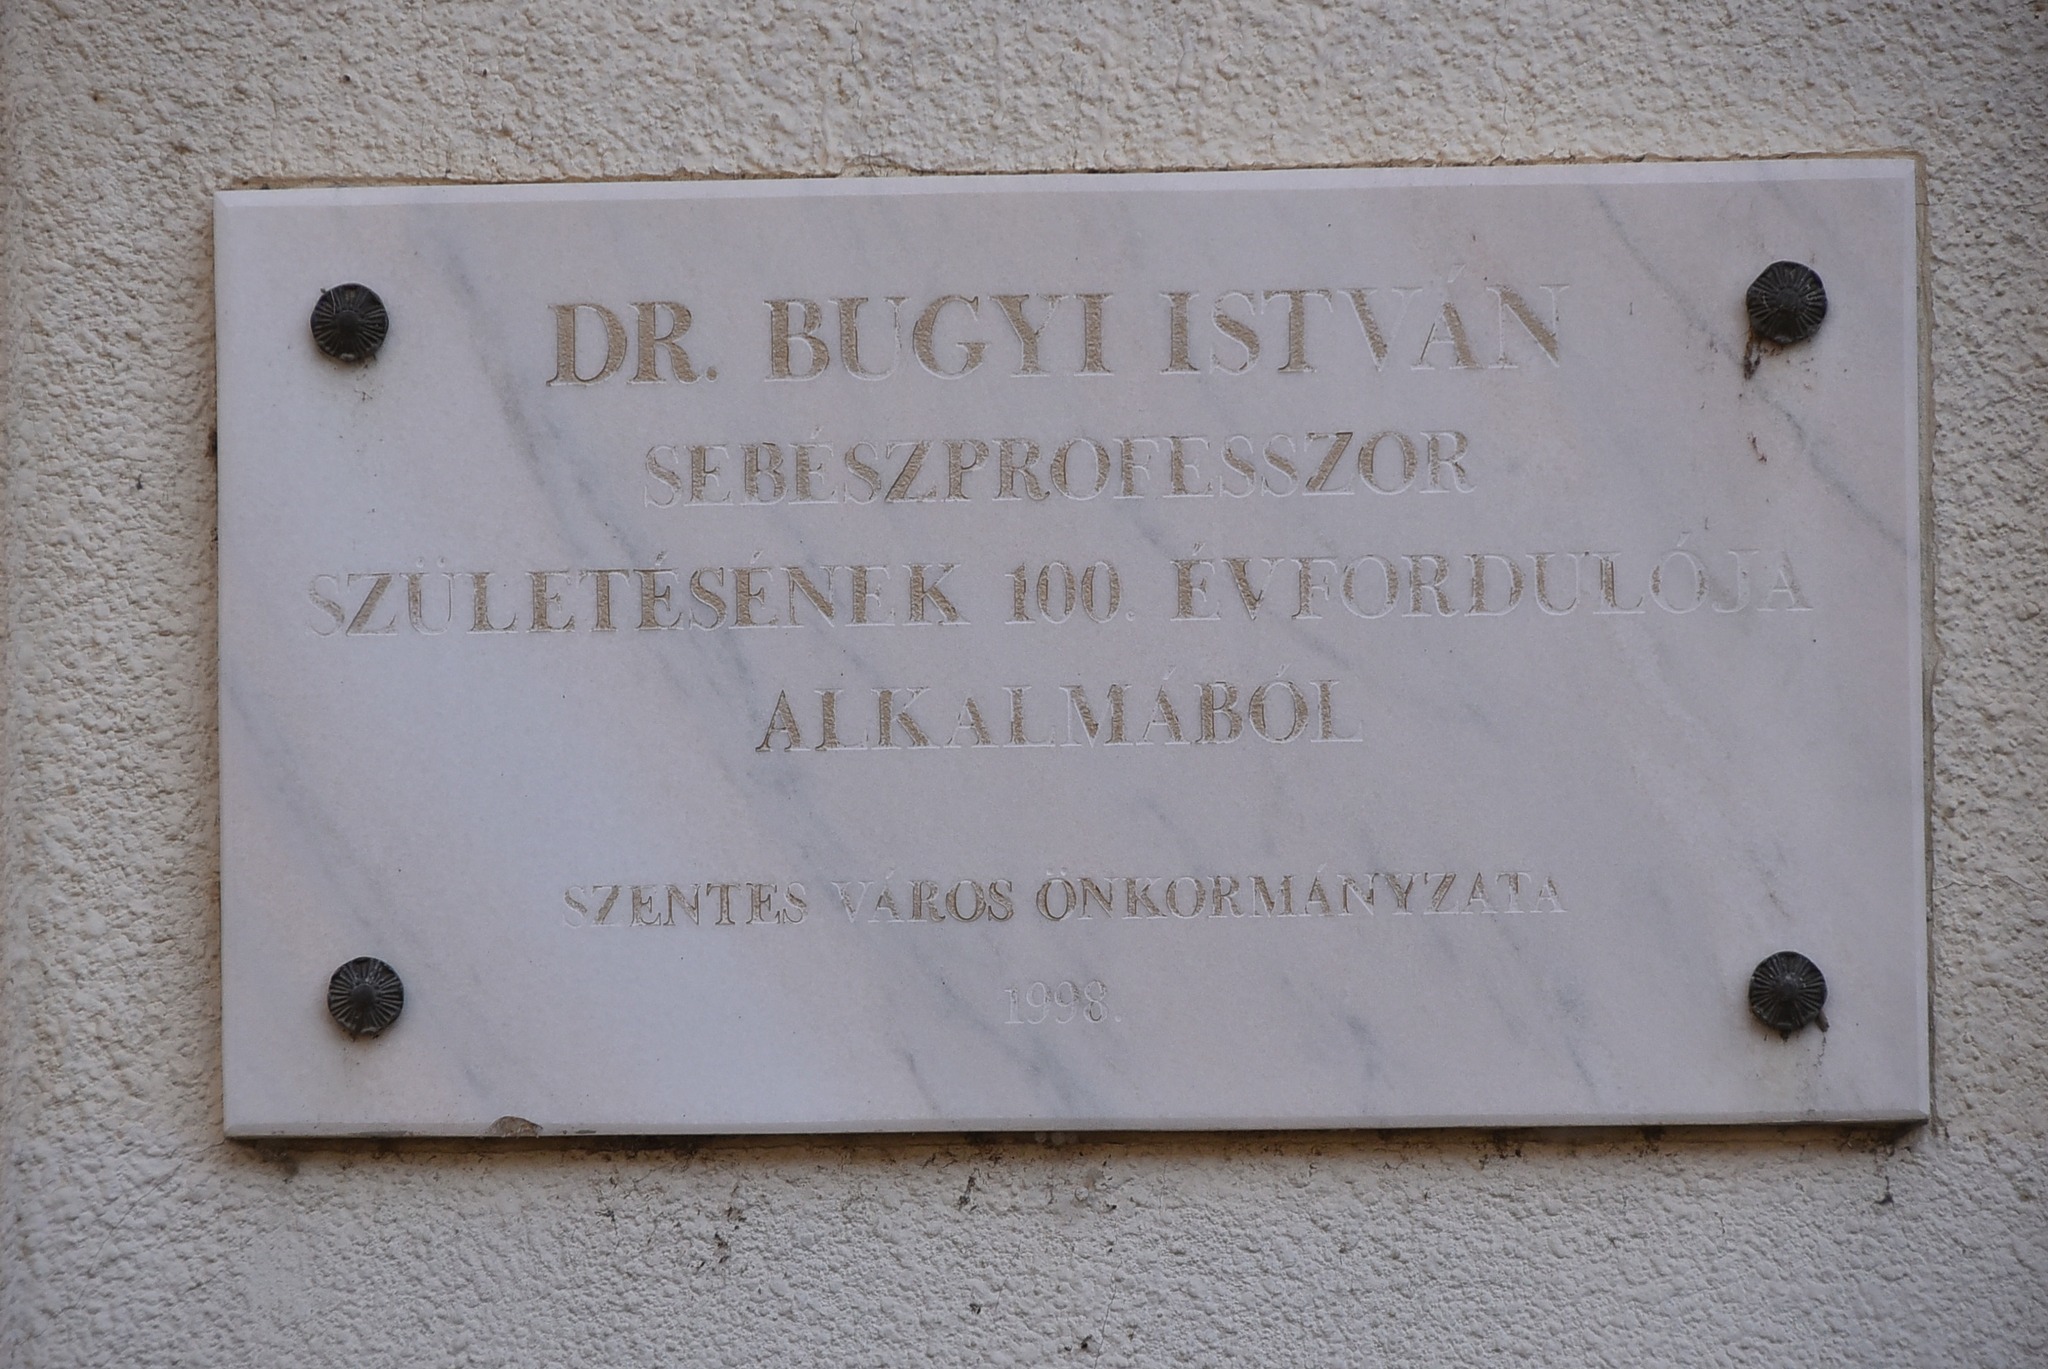 DR. BUGYI ISTVÁN
SEBÉSZPROFESSZOR
SZÜLETÉSÉNEK 100. ÉVFORDULÓJA
ALKALMÁBÓL
SZENTES VÁROS ÖNKORMÁNYZATA
1998.